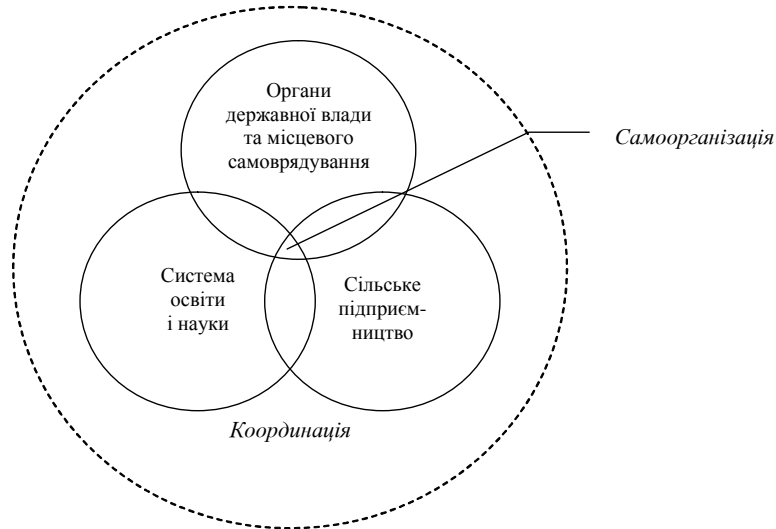 Органи
державної влади
та місцевого
самоврядування
Самоорганізація
Система
освіти
і науки
Сільське
підприєм-
ництво
Координація